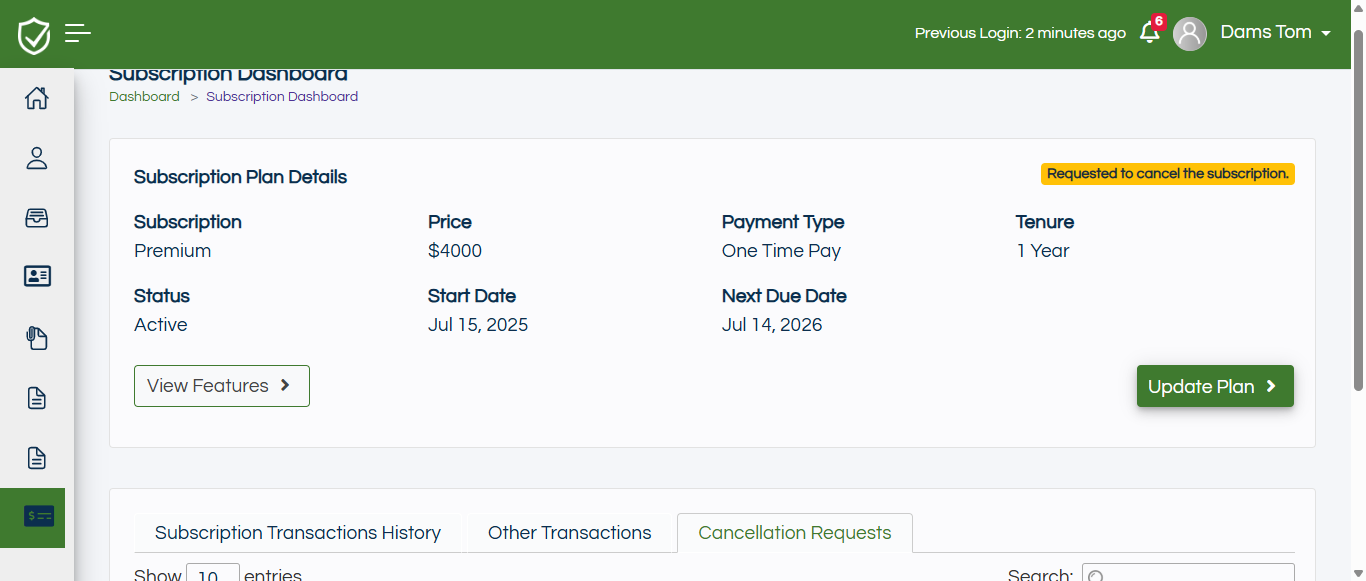 Previous Login: 2 minutes ago
6
Dams Tom
Subscription Dashboard
Dashboard > Subscription Dashboard
Subscription Plan Details
Requested to cancel the subscription.
Subscription Price Payment Type Tenure
Premium $4000 One Time Pay 1 Year
Status Start Date Next Due Date
Active Jul 15, 2025 Jul 14, 2026
View Features
Update Plan
Subscription Transactions History Other Transactions Cancellation Requests
Show 10 entries Search: